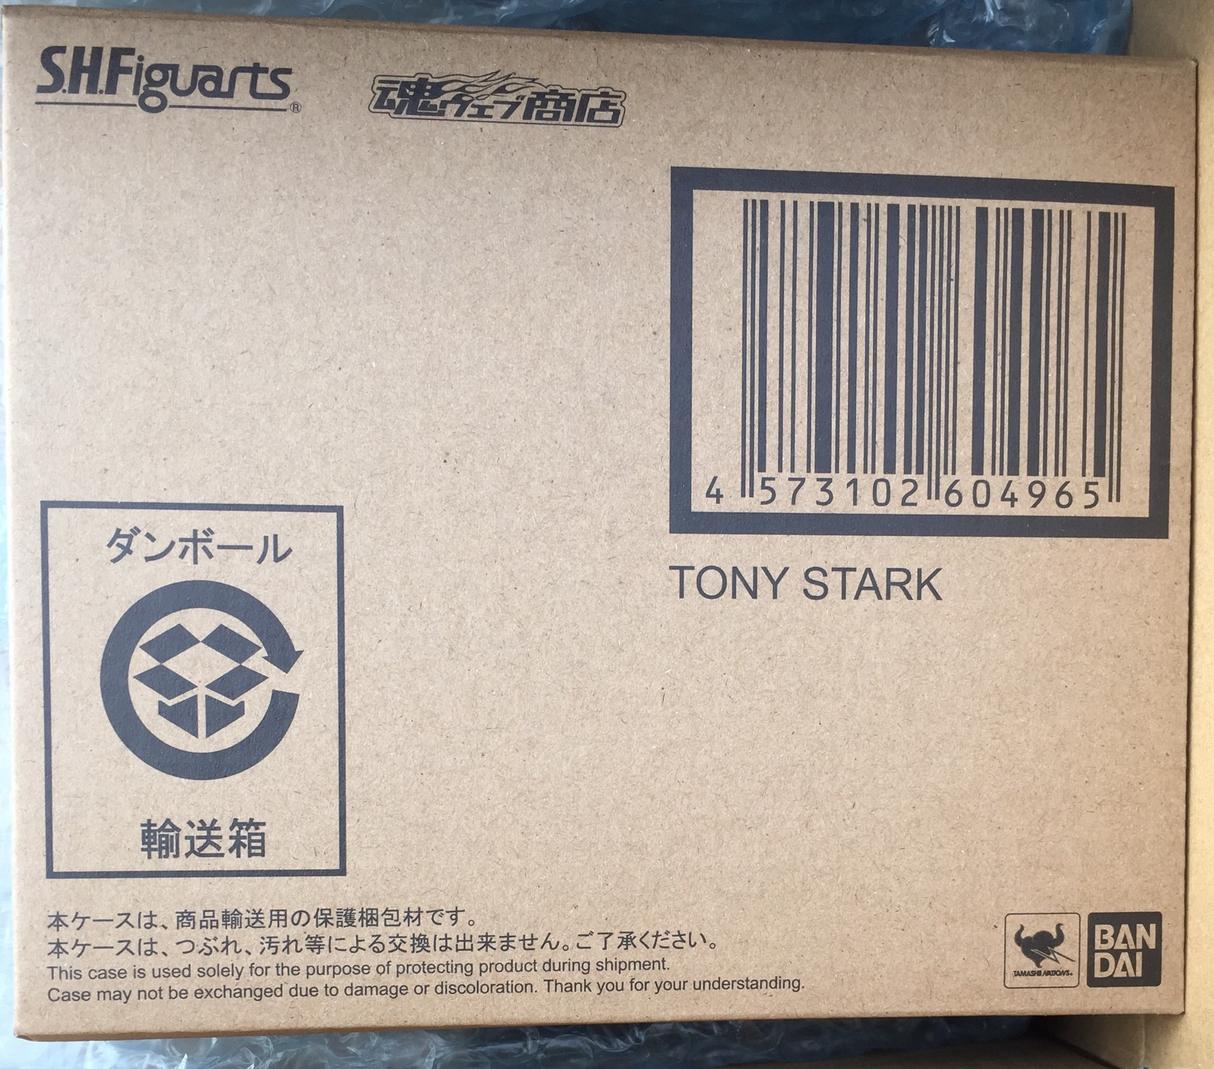 S.H.Figuarts®
魂ウェブ商店
4 573102 604965
TONY STARK
ダンボール
輸送箱
本ケースは、商品輸送用の保護梱包材です。
本ケースは、つぶれ、汚れ等による交換は出来ません。ご了承ください。
This case is used solely for the purpose of protecting product during shipment.
Case may not be exchanged due to damage or discoloration. Thank you for your understanding.
TAMASHII NATIONS
BAN
DAI